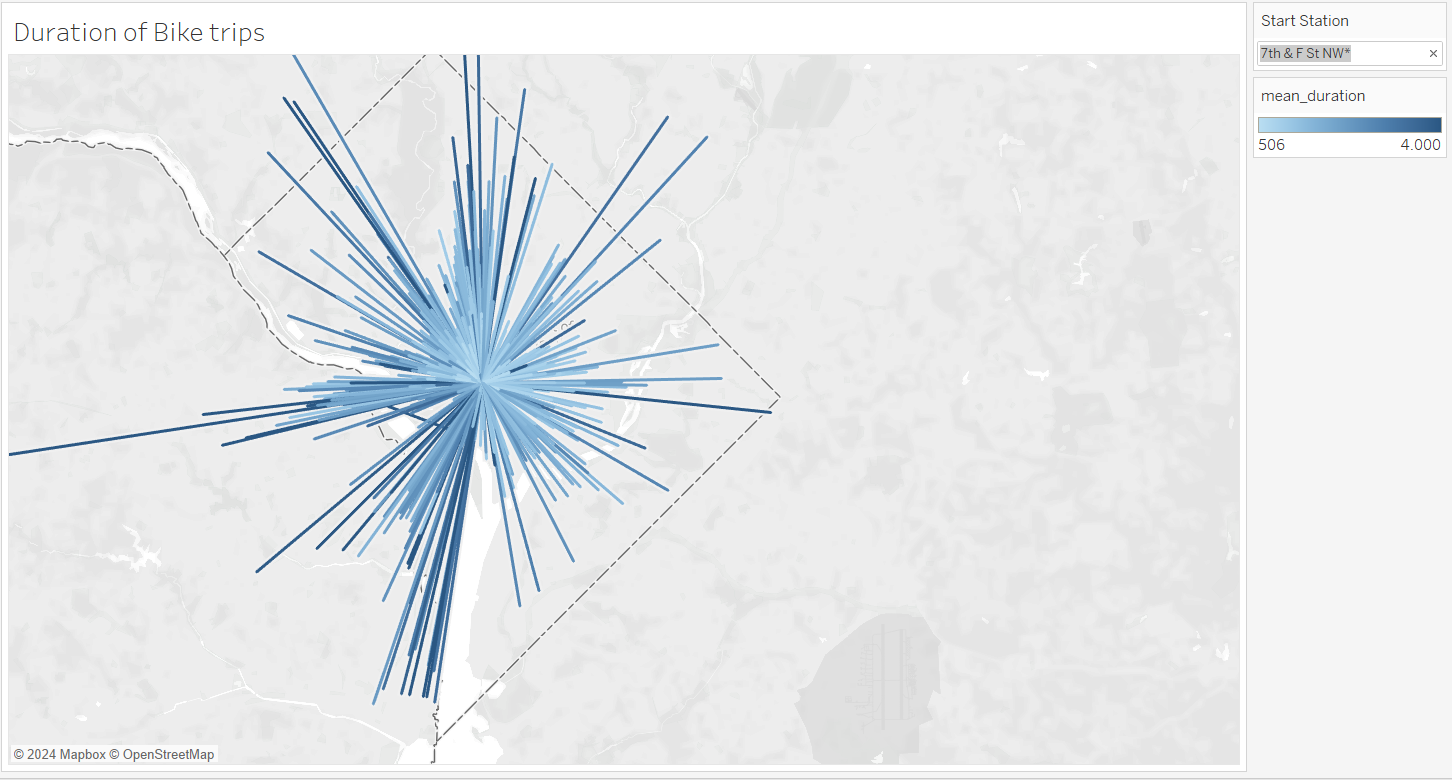 Duration of Bike trips
Start Station
7th & F St NW*
×
mean_duration
506 4.000
© 2024 Mapbox © OpenStreetMap